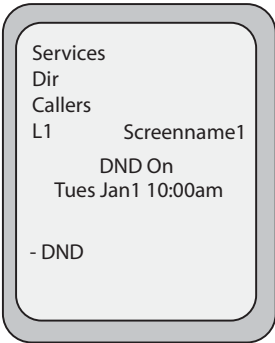 Services
Dir
Callers
L1 Screenname1
DND On
Tues Jan1 10:00am
- DND